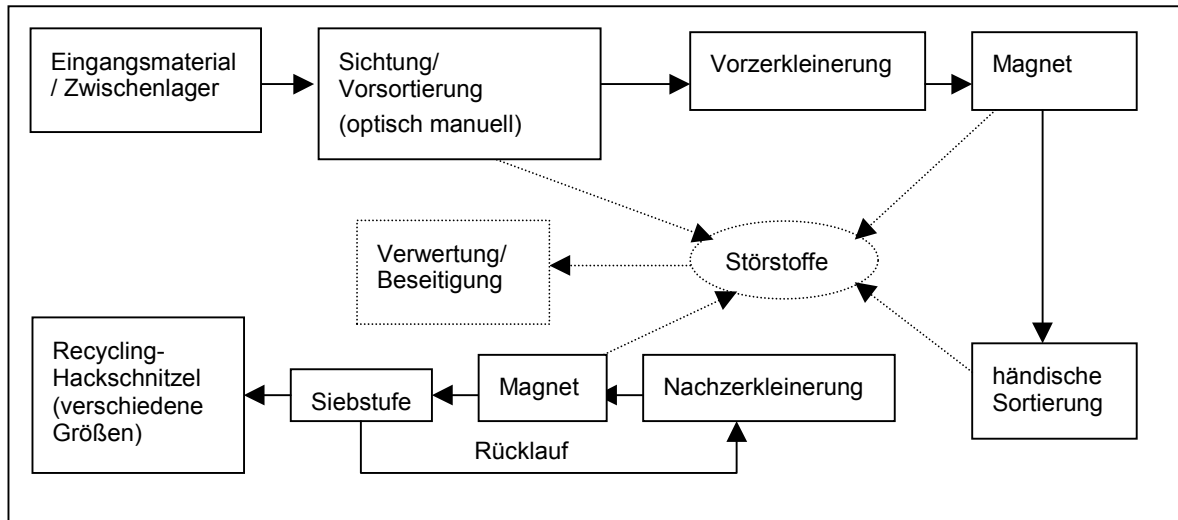 Eingangsmaterial
/ Zwischenlager
Sichtung/
Vorsortierung
(optisch manuell)
Vorzerkleinerung
Magnet
Verwertung/
Beseitigung
Störstoffe
Recycling-
Hackschnitzel
(verschiedene
Größen)
Siebstufe
Magnet
Nachzerkleinerung
händische
Sortierung
Rücklauf